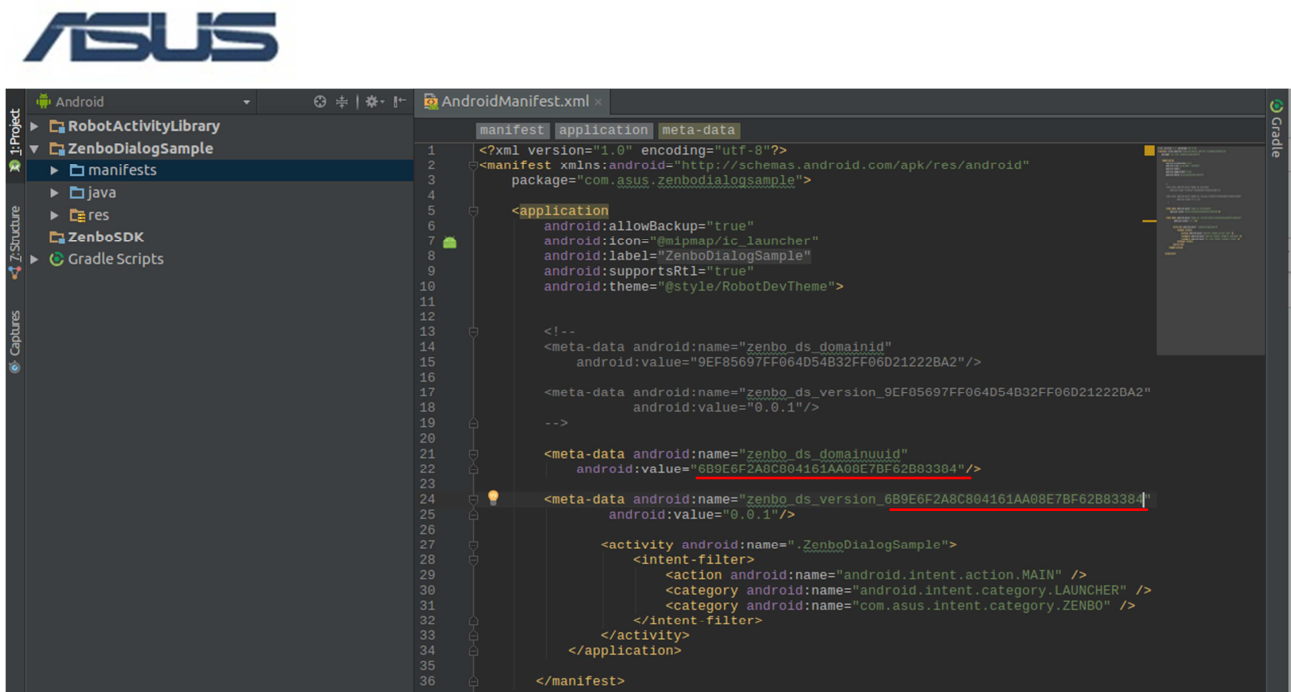 ASUS
Android
AndroidManifest.xml
1:Project
7:Structure
Captures
RobotActivityLibrary
ZenboDialogSample
manifests
java
res
ZenboSDK
Gradle Scripts
Gradle
manifest application meta-data
1 <?xml version="1.0" encoding="utf-8"?>
2 <manifest xmlns:android="http://schemas.android.com/apk/res/android"
3 package="com.asus.zenbodialogsample">
4
5 <application
6 android:allowBackup="true"
7 android:icon="@mipmap/ic_launcher"
8 android:label="ZenboDialogSample"
9 android:supportsRtl="true"
10 android:theme="@style/RobotDevTheme">
11
12
13 <!--
14 <meta-data android:name="zenbo_ds_domainid"
15 android:value="9EF85697FF064D54B32FF06D21222BA2"/>
16
17 <meta-data android:name="zenbo_ds_version_9EF85697FF064D54B32FF06D21222BA2"
18 android:value="0.0.1"/>
19 -->
20
21 <meta-data android:name="zenbo_ds_domainuuid"
22 android:value="6B9E6F2A8C804161AA08E7BF62B83384"/>
23
24 <meta-data android:name="zenbo_ds_version_6B9E6F2A8C804161AA08E7BF62B83384"
25 android:value="0.0.1"/>
26
27 <activity android:name=".ZenboDialogSample">
28 <intent-filter>
29 <action android:name="android.intent.action.MAIN" />
30 <category android:name="android.intent.category.LAUNCHER" />
31 <category android:name="com.asus.intent.category.ZENBO" />
32 </intent-filter>
33 </activity>
34 </application>
35
36 </manifest>